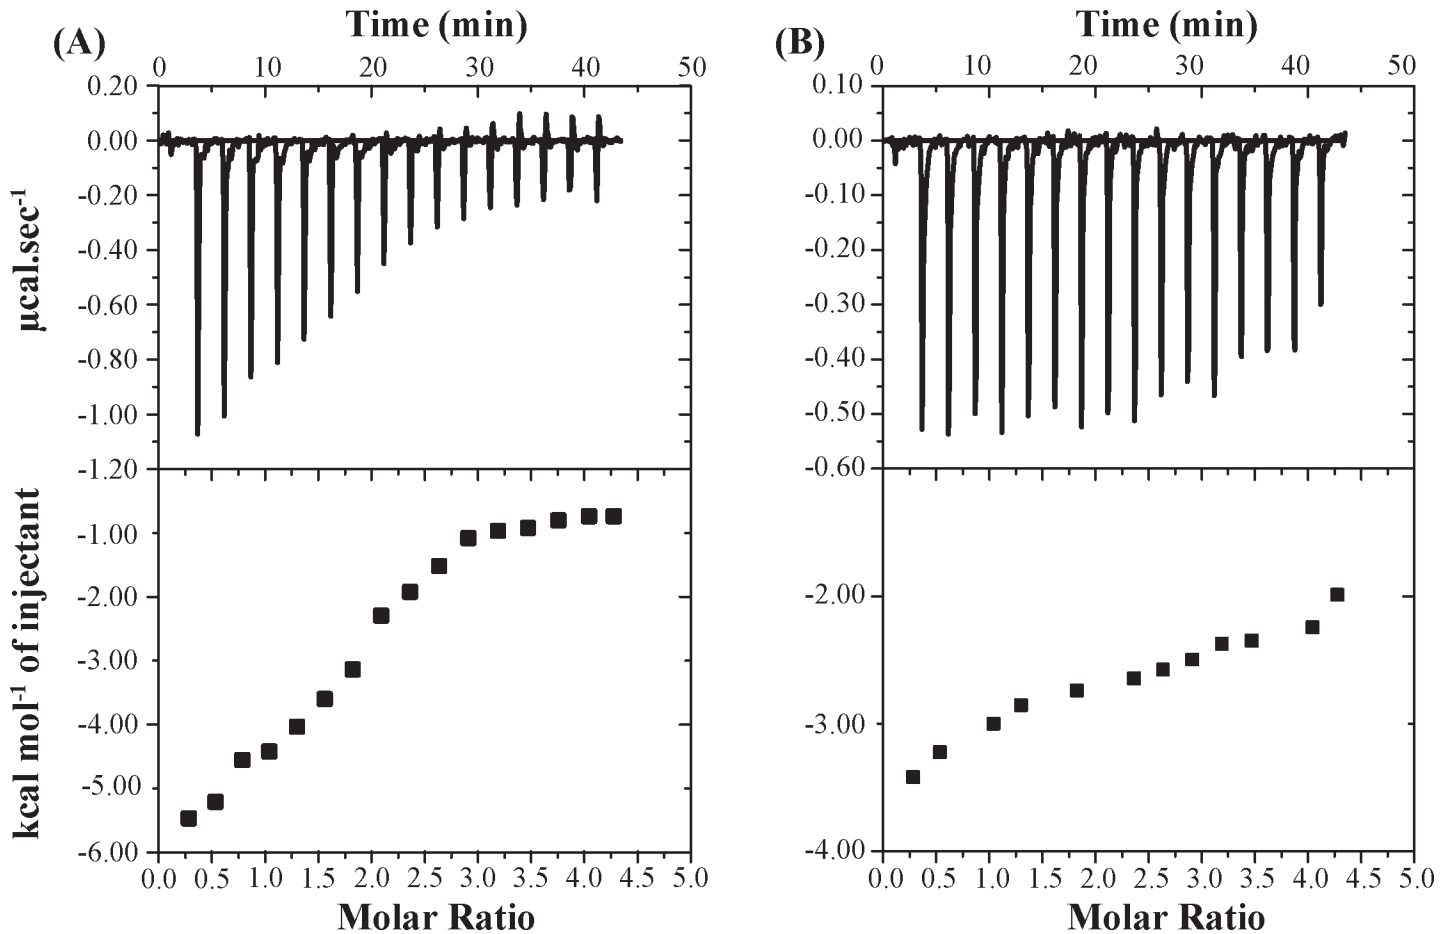 (A)
Time (min)
0 10 20 30 40 50
0.20
0.00
-0.20
-0.40
-0.60
-0.80
-1.00
-1.20
µcal.sec-1
-1.00
-2.00
-3.00
-4.00
-5.00
-6.00
kcal mol-1 of injectant
0.0 0.5 1.0 1.5 2.0 2.5 3.0 3.5 4.0 4.5 5.0
Molar Ratio
(B)
Time (min)
0 10 20 30 40 50
0.10
0.00
-0.10
-0.20
-0.30
-0.40
-0.50
-0.60
-2.00
-3.00
-4.00
0.0 0.5 1.0 1.5 2.0 2.5 3.0 3.5 4.0 4.5 5.0
Molar Ratio